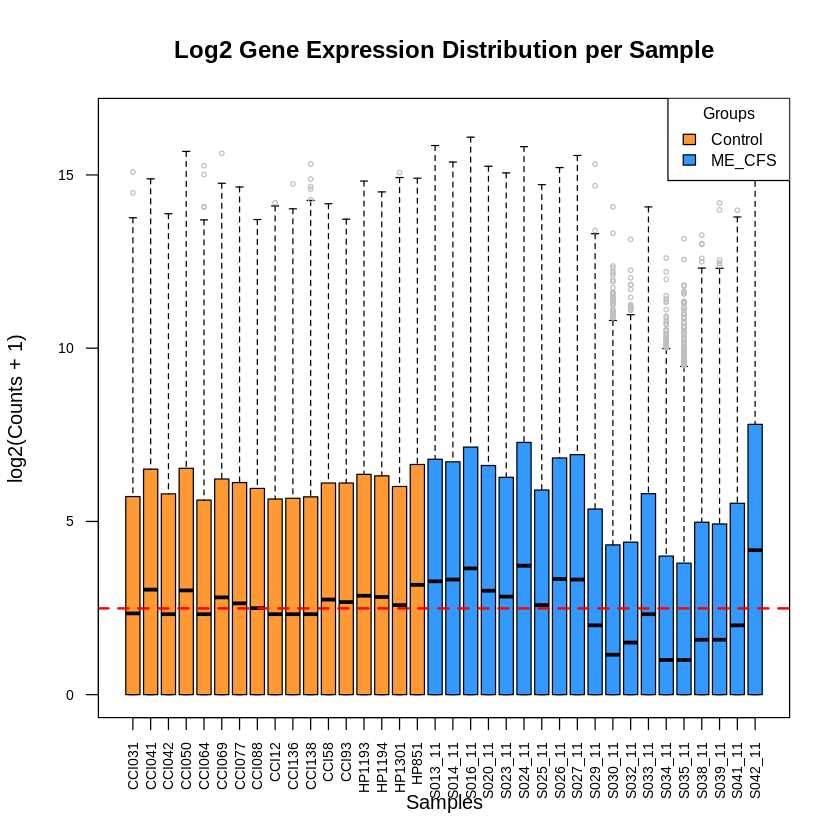 Log2 Gene Expression Distribution per Sample
Groups
Control
ME_CFS
log2(Counts + 1)
15
10
5
0
CCI031
CCI041
CCI042
CCI050
CCI064
CCI069
CCI077
CCI088
CCI12
CCI136
CCI138
CCI58
CCI93
HP1193
HP1194
HP1301
HP851
S013_11
S014_11
S016_11
S020_11
S023_11
S024_11
S025_11
S026_11
S027_11
S029_11
S030_11
S032_11
S033_11
S034_11
S035_11
S038_11
S039_11
S041_11
S042_11
Samples